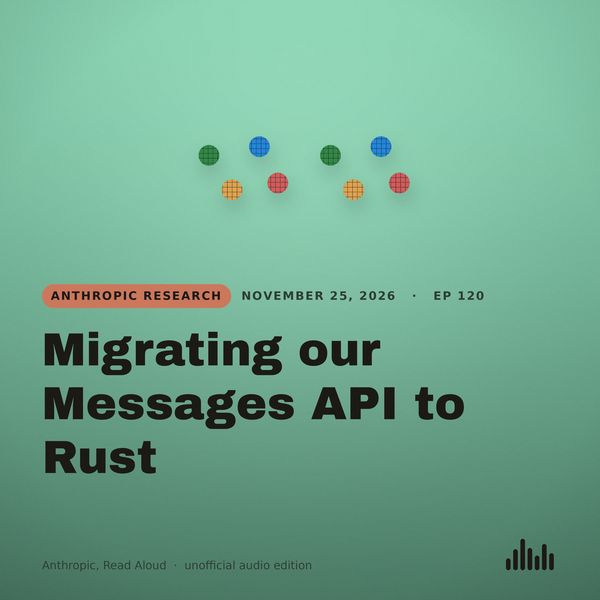 ANTHROPIC RESEARCH NOVEMBER 25, 2026 · EP 120
Migrating our
Messages API to
Rust
Anthropic, Read Aloud · unofficial audio edition